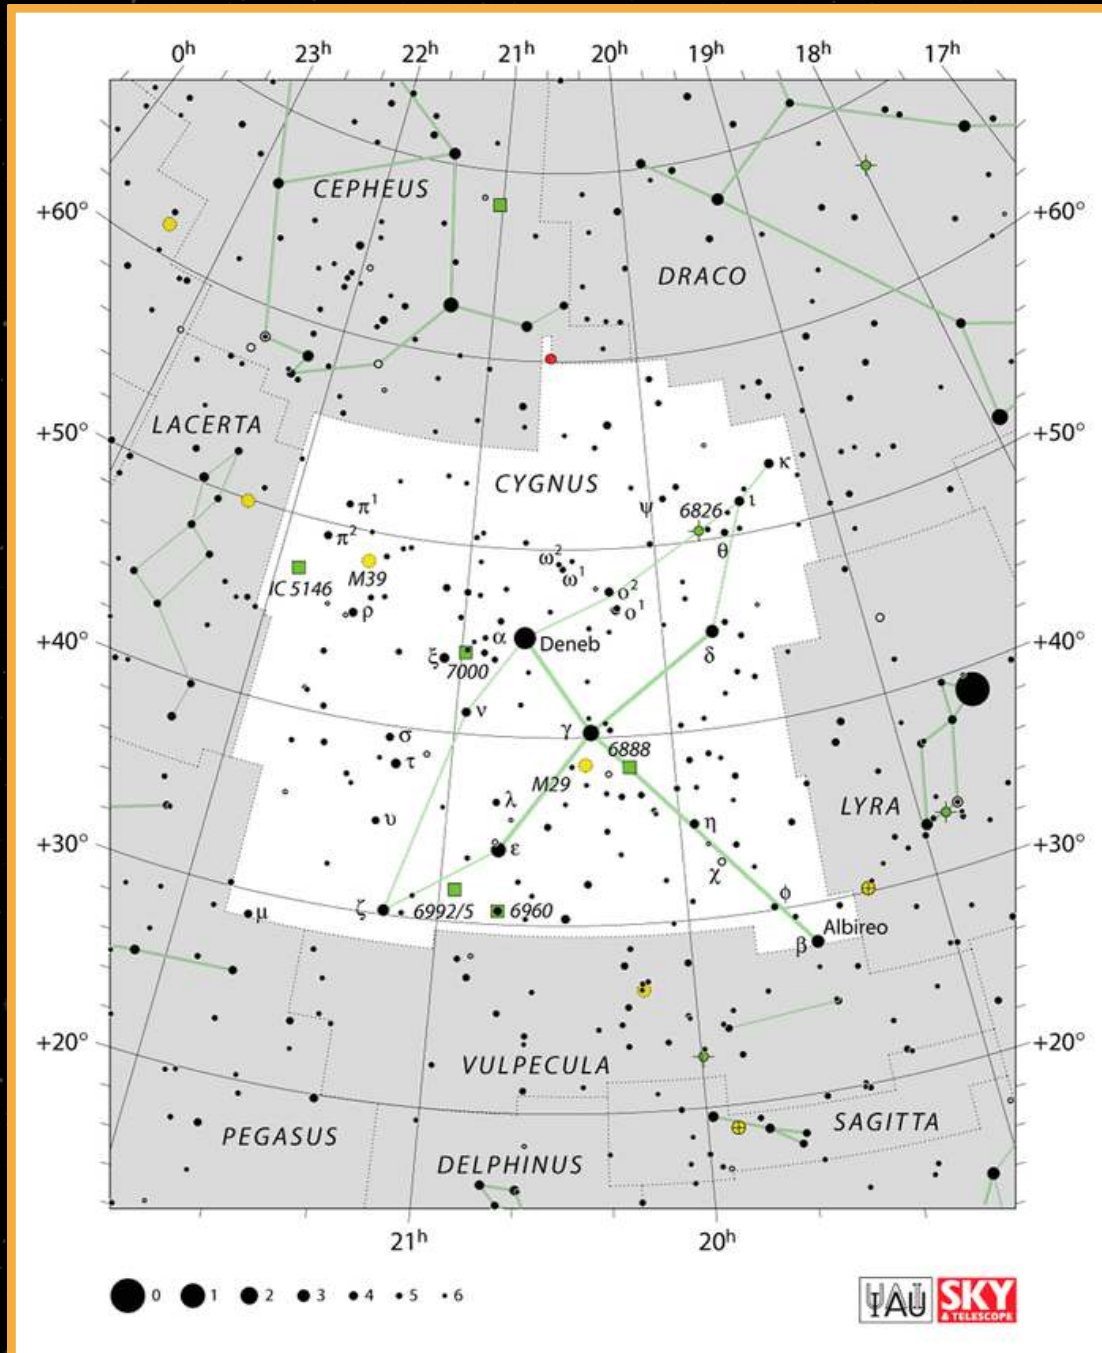 0h 23h 22h 21h 20h 19h 18h 17h
CEPHEUS
+60° +60°
DRACO
LACERTA
+50° +50°
CYGNUS
κ
π¹ ψ 6826 ι
π² θ
ω²
ω¹
IC 5146 M39
ο²
ρ ο¹
+40° α Deneb +40°
ξ 7000 δ
ν
σ γ
6888
τ
M29
λ LYRA
υ η
+30° ε +30°
χ
φ
ζ 6992/5 6960
μ Albireo
β
+20° +20°
VULPECULA
SAGITTA
PEGASUS
DELPHINUS
21h 20h
0 1 2 3 4 5 6
IAU SKY
& TELESCOPE